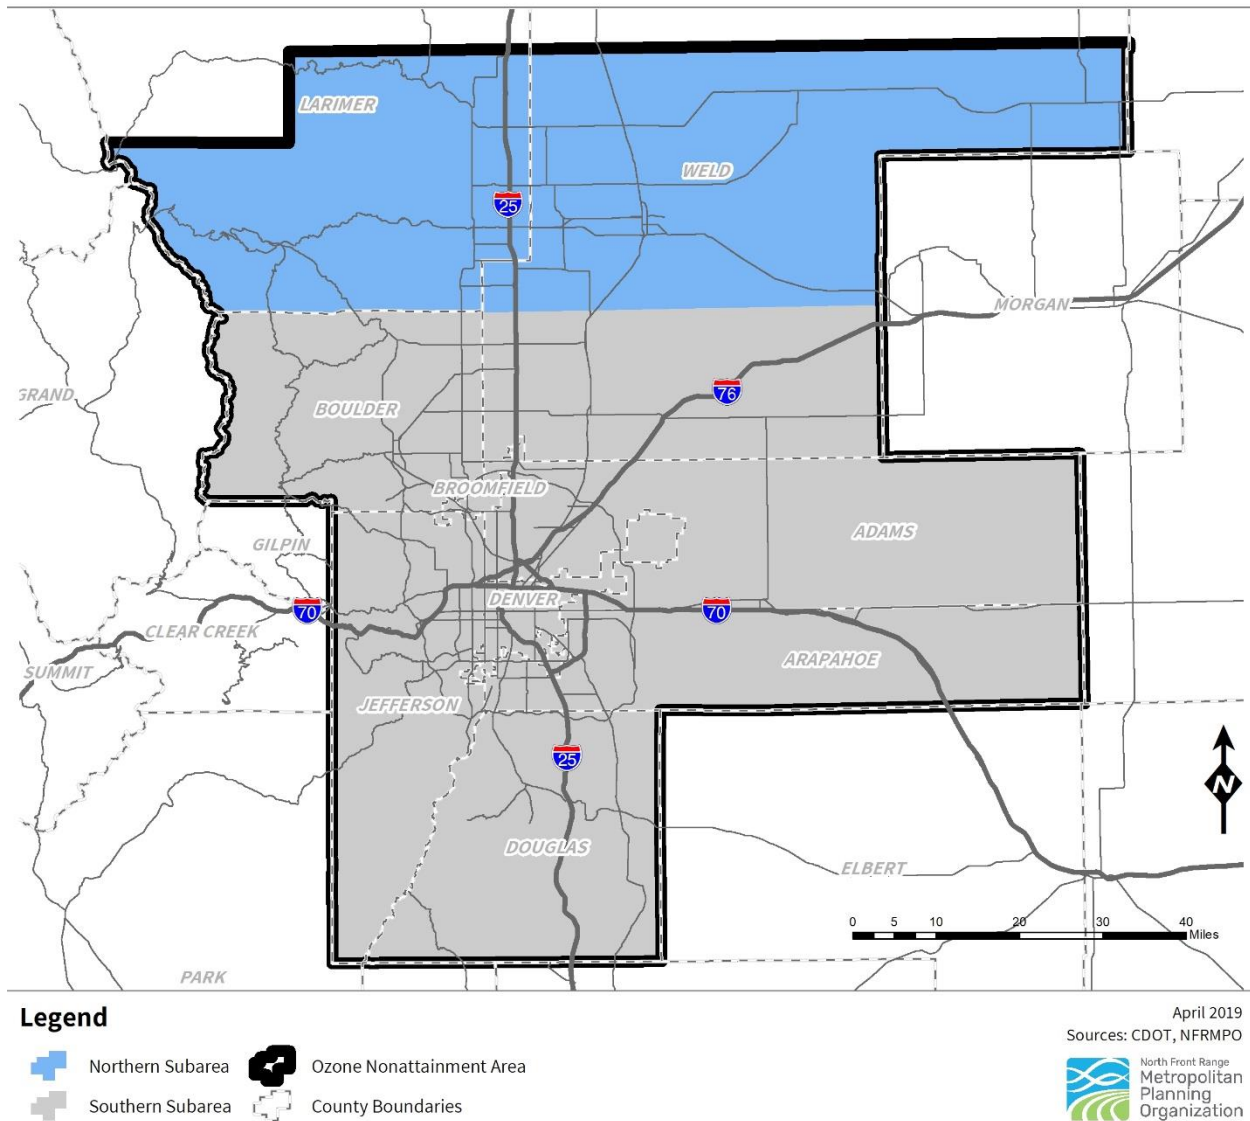 LARIMER
WELD
25
MORGAN
GRAND
76
BOULDER
BROOMFIELD
ADAMS
GILPIN
70
DENVER
70
CLEAR CREEK
SUMMIT
ARAPAHOE
JEFFERSON
25
N
DOUGLAS
ELBERT
0 5 10 20 30 40
Miles
PARK
Legend
Northern Subarea
Ozone Nonattainment Area
Southern Subarea
County Boundaries
April 2019
Sources: CDOT, NFRMPO
North Front Range
Metropolitan
Planning
Organization